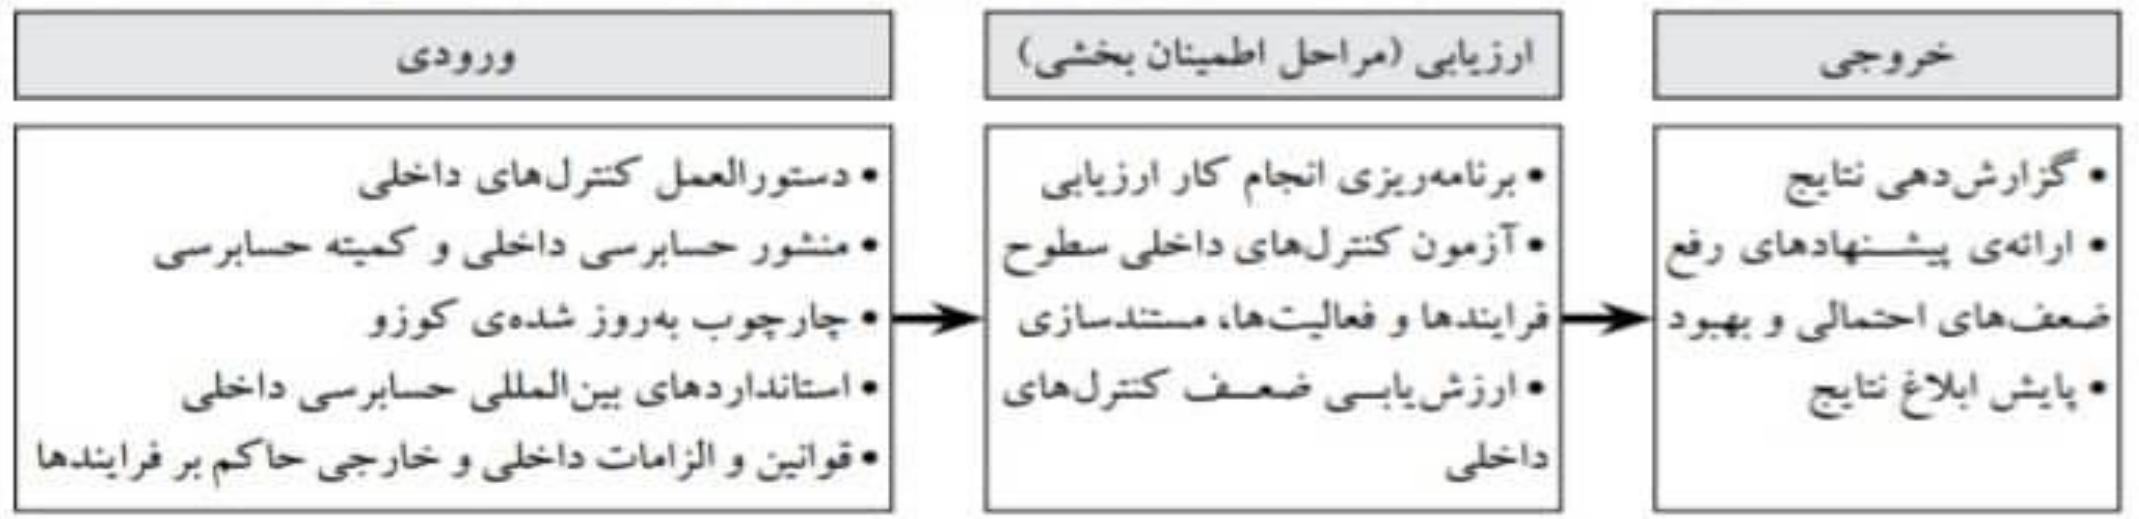 ورودی
• دستورالعمل کنترل‌های داخلی
• منشور حسابرسی داخلی و کمیته حسابرسی
• چارچوب به‌روز شده‌ی کوزو
• استانداردهای بین‌المللی حسابرسی داخلی
• قوانین و الزامات داخلی و خارجی حاکم بر فرایندها
ارزیابی (مراحل اطمینان بخشی)
• برنامه‌ریزی انجام کار ارزیابی
• آزمون کنترل‌های داخلی سطوح
فرایندها و فعالیت‌ها، مستندسازی
• ارزش‌یابی ضعف کنترل‌های
داخلی
خروجی
• گزارش‌دهی نتایج
• ارائه‌ی پیشنهادهای رفع
ضعف‌های احتمالی و بهبود
• پایش ابلاغ نتایج